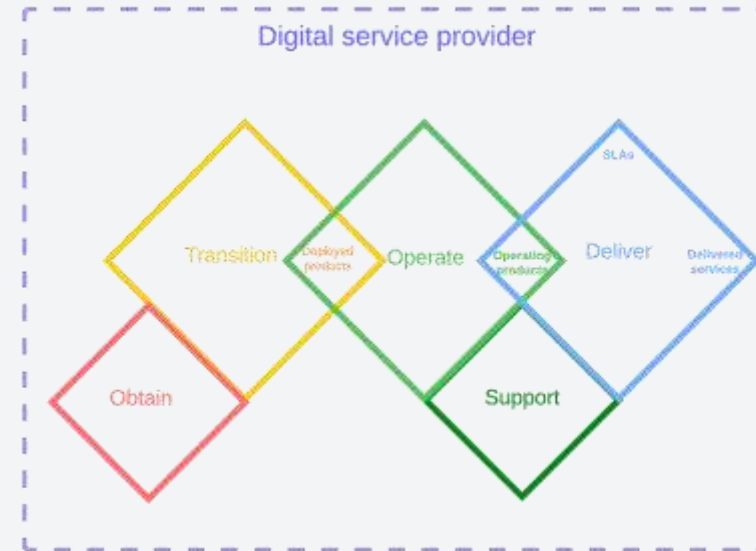 Digital service provider
SLAs
Transition
Deployed
products
Operate
Operating
products
Deliver
Delivered
services
Obtain
Support